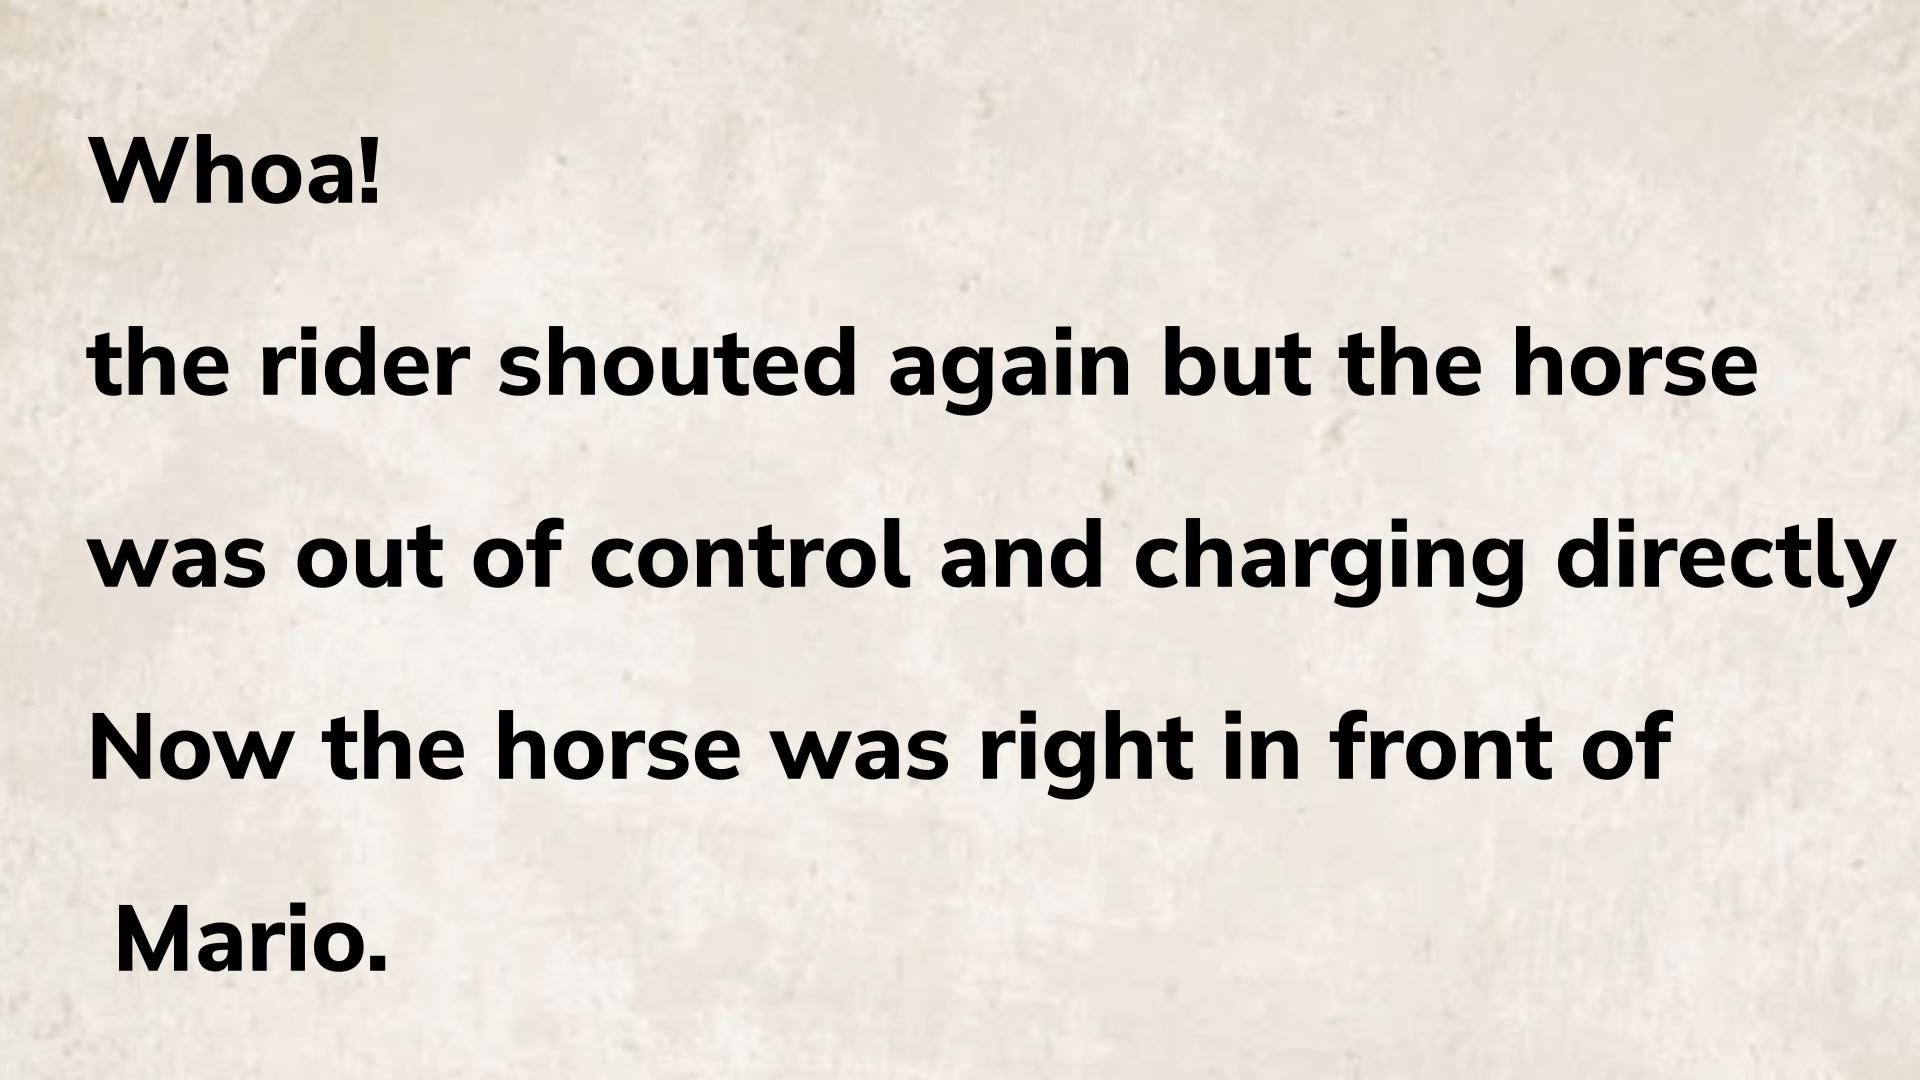 Whoa!
the rider shouted again but the horse
was out of control and charging directly
Now the horse was right in front of
Mario.